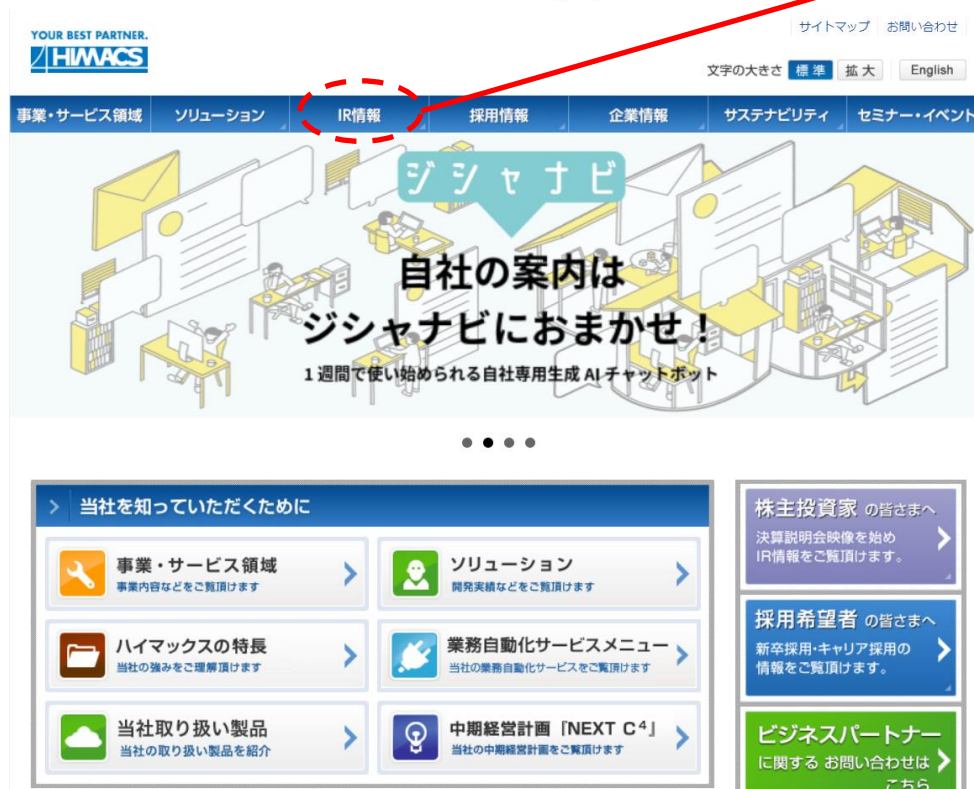 サイトマップ お問い合わせ
YOUR BEST PARTNER.
HIMACS
文字の大きさ 標準 拡大 English
事業・サービス領域 ソリューション IR情報 採用情報 企業情報 サステナビリティ セミナー・イベント
ジシャナビ
自社の案内は
ジシャナビにおまかせ!
1週間で使い始められる自社専用生成AIチャットボット
当社を知っていただくために
事業・サービス領域
事業内容などをご覧頂けます
ソリューション
開発実績などをご覧頂けます
ハイマックスの特長
当社の強みをご理解頂けます
業務自動化サービスメニュー
当社の業務自動化サービスをご覧頂けます
当社取り扱い製品
当社の取り扱い製品を紹介
中期経営計画『NEXT C⁴』
当社の中期経営計画をご覧頂けます
株主投資家 の皆さまへ
決算説明会映像を始め
IR情報をご覧頂けます。
採用希望者 の皆さまへ
新卒採用・キャリア採用の
情報をご覧頂けます。
ビジネスパートナー
に関する お問い合わせは
こちら